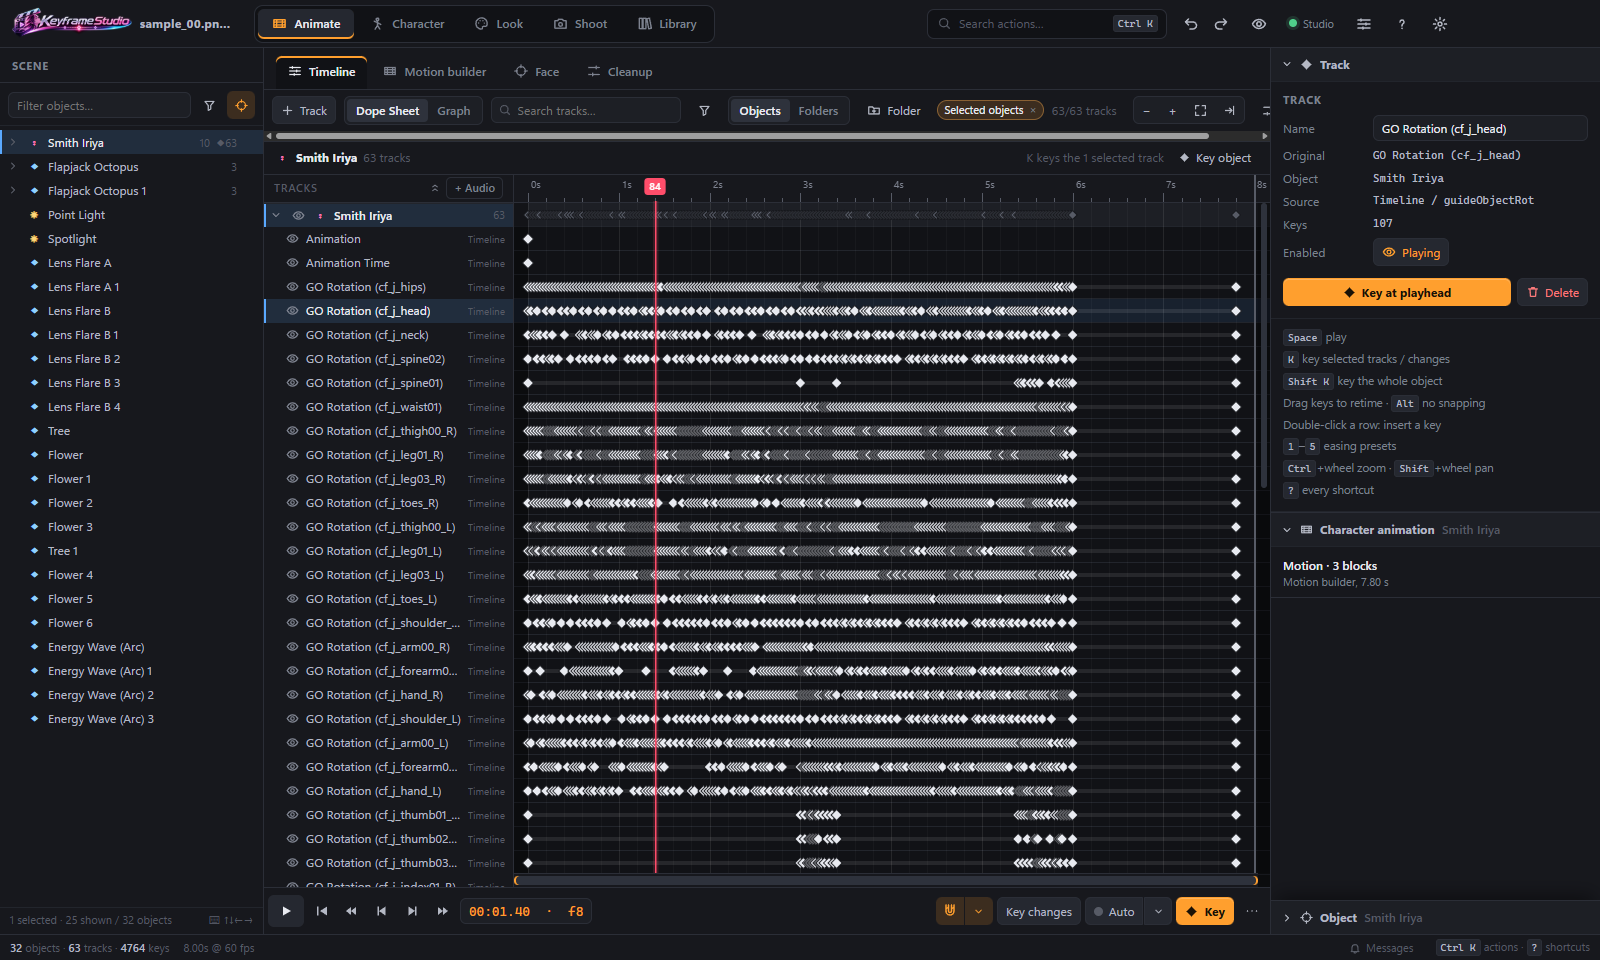 KeyframeStudio
sample_00.pn...
Animate
Character
Look
Shoot
Library
Search actions...
Ctrl K
Studio
?
SCENE
Filter objects...
Smith Iriya 10 63
Flapjack Octopus 3
Flapjack Octopus 1 3
Point Light
Spotlight
Lens Flare A
Lens Flare A 1
Lens Flare B
Lens Flare B 1
Lens Flare B 2
Lens Flare B 3
Lens Flare B 4
Tree
Flower
Flower 1
Flower 2
Flower 3
Tree 1
Flower 4
Flower 5
Flower 6
Energy Wave (Arc)
Energy Wave (Arc) 1
Energy Wave (Arc) 2
Energy Wave (Arc) 3
1 selected · 25 shown / 32 objects
Timeline
Motion builder
Face
Cleanup
+ Track
Dope Sheet
Graph
Search tracks...
Objects
Folders
Folder
Selected objects ×
63/63 tracks
Smith Iriya 63 tracks
K keys the 1 selected track
Key object
TRACKS
+ Audio
0s 1s 84 2s 3s 4s 5s 6s 7s 8s
Smith Iriya 63
Animation Timeline
Animation Time Timeline
GO Rotation (cf_j_hips) Timeline
GO Rotation (cf_j_head) Timeline
GO Rotation (cf_j_neck) Timeline
GO Rotation (cf_j_spine02) Timeline
GO Rotation (cf_j_spine01) Timeline
GO Rotation (cf_j_waist01) Timeline
GO Rotation (cf_j_thigh00_R) Timeline
GO Rotation (cf_j_leg01_R) Timeline
GO Rotation (cf_j_leg03_R) Timeline
GO Rotation (cf_j_toes_R) Timeline
GO Rotation (cf_j_thigh00_L) Timeline
GO Rotation (cf_j_leg01_L) Timeline
GO Rotation (cf_j_leg03_L) Timeline
GO Rotation (cf_j_toes_L) Timeline
GO Rotation (cf_j_shoulder_... Timeline
GO Rotation (cf_j_arm00_R) Timeline
GO Rotation (cf_j_forearm0... Timeline
GO Rotation (cf_j_hand_R) Timeline
GO Rotation (cf_j_shoulder_L) Timeline
GO Rotation (cf_j_arm00_L) Timeline
GO Rotation (cf_j_forearm0... Timeline
GO Rotation (cf_j_hand_L) Timeline
GO Rotation (cf_j_thumb01_... Timeline
GO Rotation (cf_j_thumb02... Timeline
GO Rotation (cf_j_thumb03... Timeline
GO Rotation (cf_j_index01_R) Timeline
00:01.40 · f8
Key changes
Auto
Key
Track
TRACK
Name GO Rotation (cf_j_head)
Original GO Rotation (cf_j_head)
Object Smith Iriya
Source Timeline / guideObjectRot
Keys 107
Enabled Playing
Key at playhead
Delete
Space play
K key selected tracks / changes
Shift K key the whole object
Drag keys to retime · Alt no snapping
Double-click a row: insert a key
1–5 easing presets
Ctrl +wheel zoom · Shift +wheel pan
? every shortcut
Character animation Smith Iriya
Motion · 3 blocks
Motion builder, 7.80 s
Object Smith Iriya
32 objects · 63 tracks · 4764 keys 8.00s @ 60 fps
Messages
Ctrl K actions · ? shortcuts